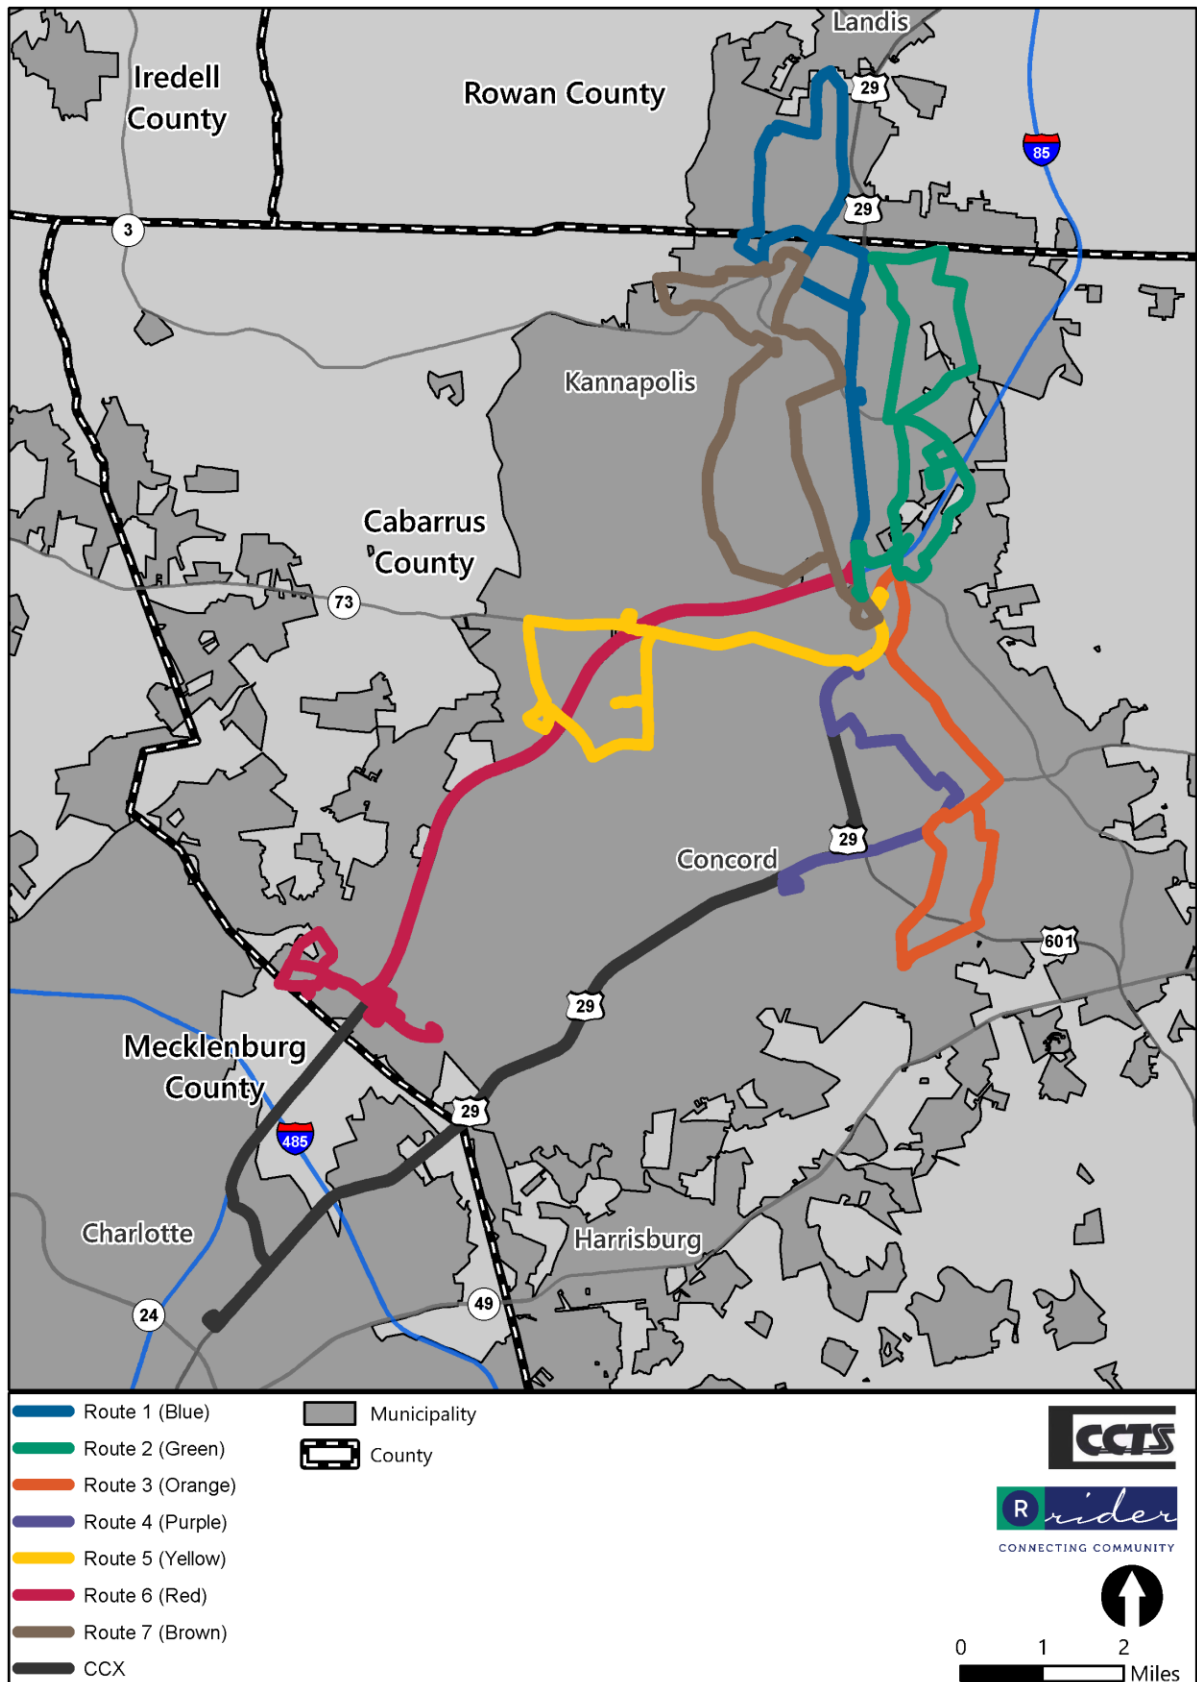 Landis
Iredell
County
Rowan County
29
85
29
3
Kannapolis
Cabarrus
County
73
Concord
29
601
29
Mecklenburg
County
29
485
Charlotte
Harrisburg
49
24
Route 1 (Blue)
Route 2 (Green)
Route 3 (Orange)
Route 4 (Purple)
Route 5 (Yellow)
Route 6 (Red)
Route 7 (Brown)
CCX
Municipality
County
CCTS
R rider
CONNECTING COMMUNITY
0 1 2
Miles